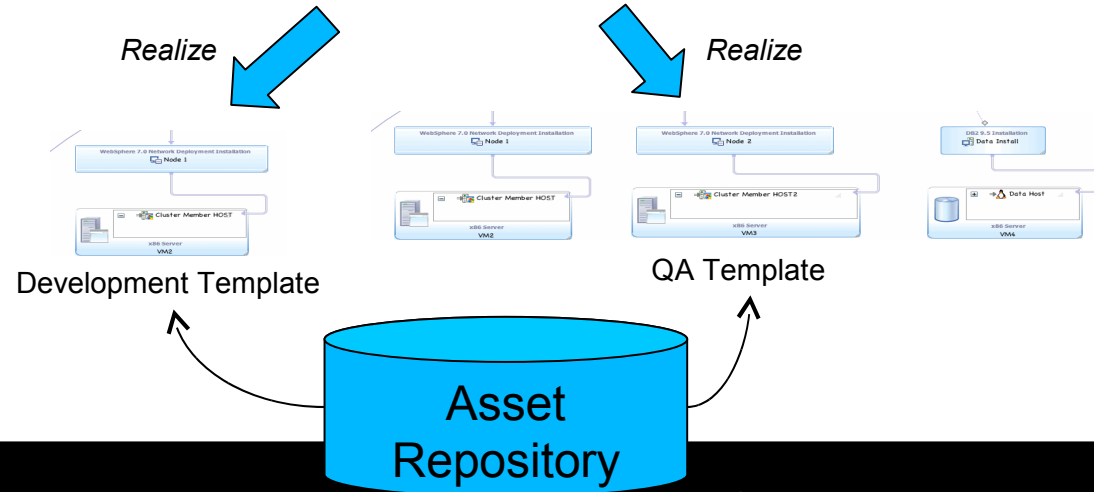 Realize
Realize
WebSphere 7.0 Network Deployment Installation
Node 1
Cluster Member HOST
x86 Server
VM2
Development Template
WebSphere 7.0 Network Deployment Installation
Node 1
Cluster Member HOST
x86 Server
VM2
WebSphere 7.0 Network Deployment Installation
Node 2
Cluster Member HOST2
x86 Server
VM3
QA Template
DB2 9.5 Installation
Data Install
Data Host
x86 Server
VM4
Asset
Repository